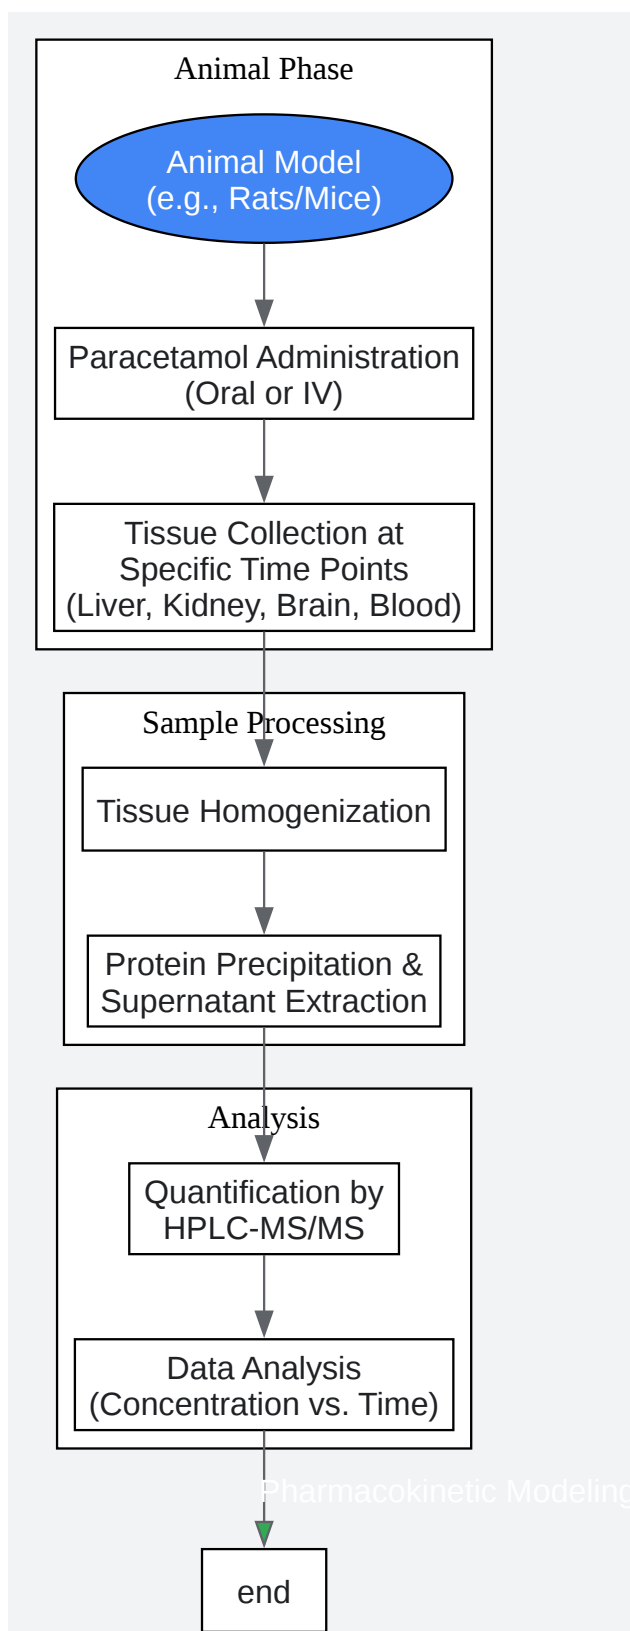 Animal Phase
Animal Model
(e.g., Rats/Mice)
Paracetamol Administration
(Oral or IV)
Tissue Collection at
Specific Time Points
(Liver, Kidney, Brain, Blood)
Sample Processing
Tissue Homogenization
Protein Precipitation &
Supernatant Extraction
Analysis
Quantification by
HPLC-MS/MS
Data Analysis
(Concentration vs. Time)
Pharmacokinetic Modeling
end